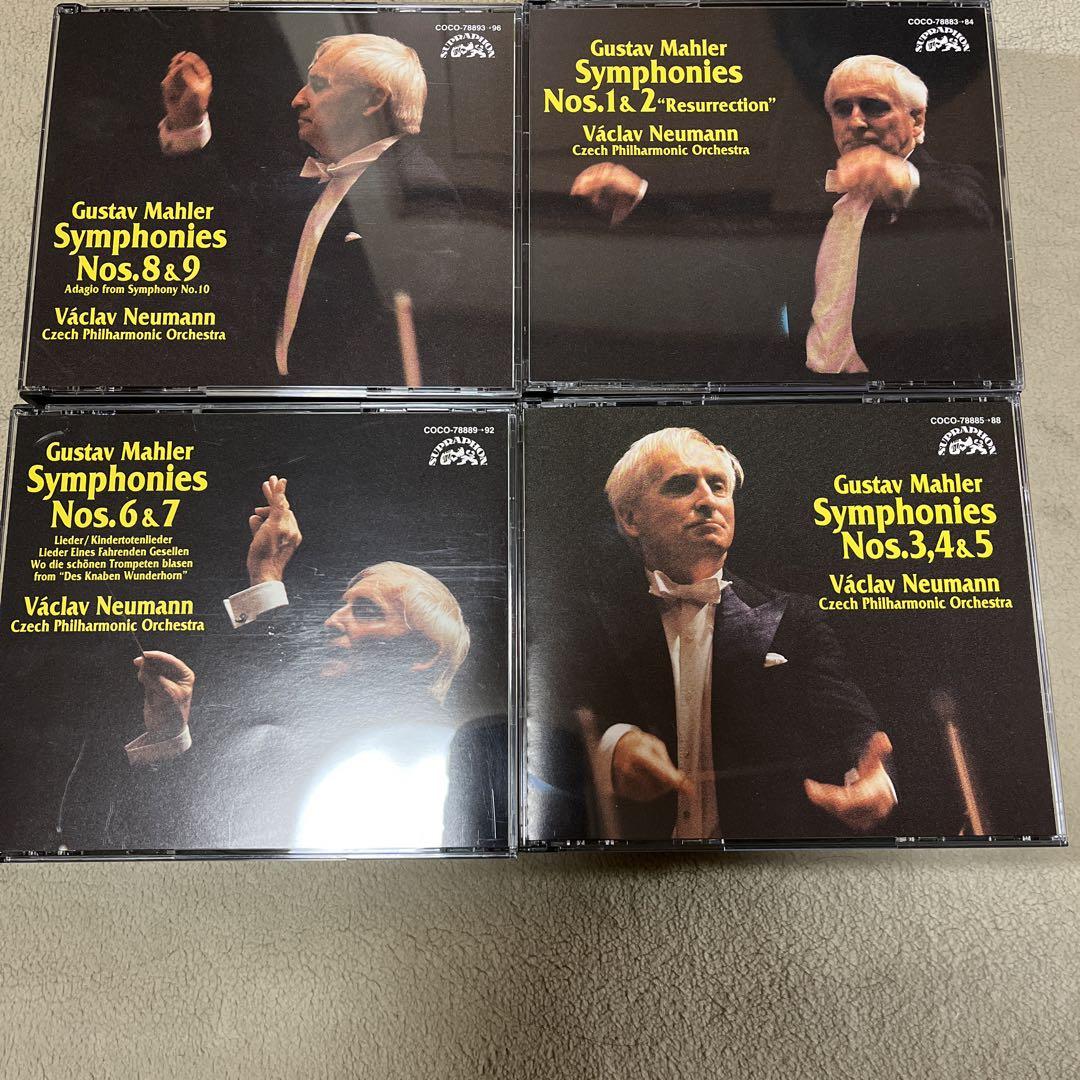 COCO-78893→96
SUPRAPHON
Gustav Mahler
Symphonies
Nos.8&9
Adagio from Symphony No.10
Václav Neumann
Czech Philharmonic Orchestra
COCO-78883→84
SUPRAPHON
Gustav Mahler
Symphonies
Nos.1&2 "Resurrection"
Václav Neumann
Czech Philharmonic Orchestra
COCO-78889→92
SUPRAPHON
Gustav Mahler
Symphonies
Nos.6&7
Lieder/Kindertotenlieder
Lieder Eines Fahrenden Gesellen
Wo die schönen Trompeten blasen
from "Des Knaben Wunderhorn"
Václav Neumann
Czech Philharmonic Orchestra
COCO-78885→88
SUPRAPHON
Gustav Mahler
Symphonies
Nos.3,4&5
Václav Neumann
Czech Philharmonic Orchestra